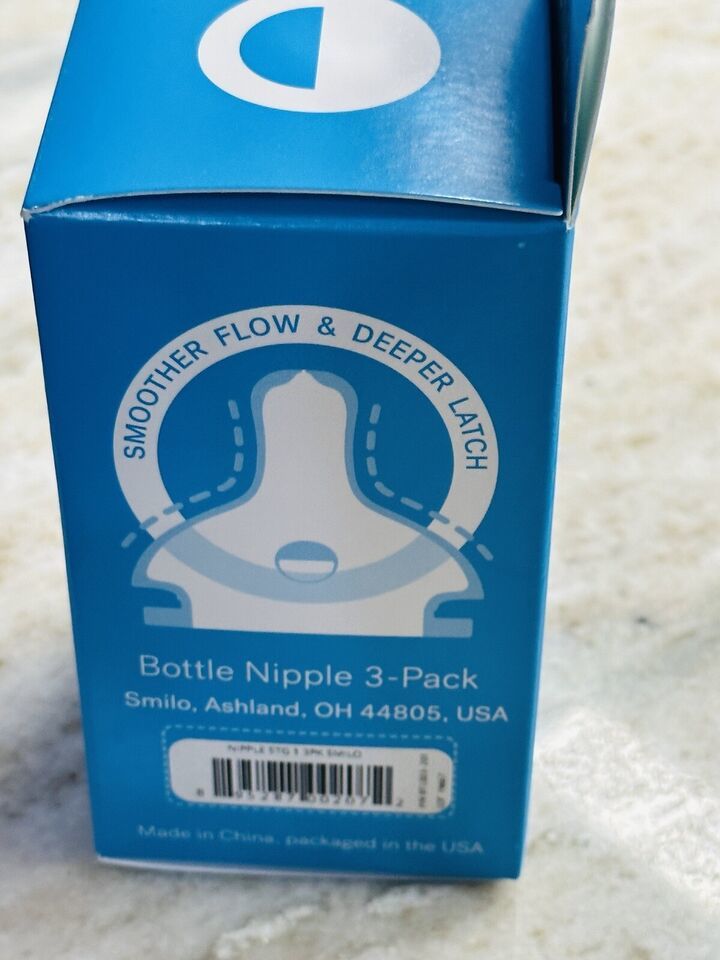 SMOOTHER FLOW & DEEPER LATCH
Bottle Nipple 3-Pack
Smilo, Ashland, OH 44805, USA
NIPPLE STG 1 3PK SMILO
Made in China, packaged in the USA